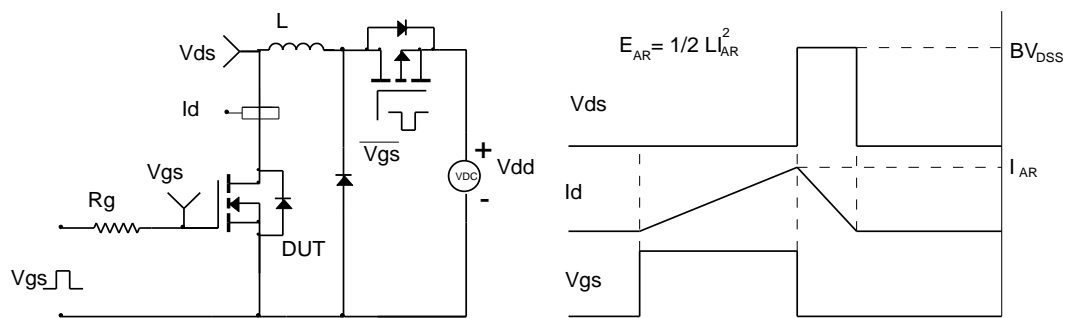 L
Vds
Id
Vgs
Vgs
+
VDC
Vdd
-
Rg
DUT
Vgs
E_AR= 1/2 LI_AR^2
BV_DSS
Vds
I_AR
Id
Vgs